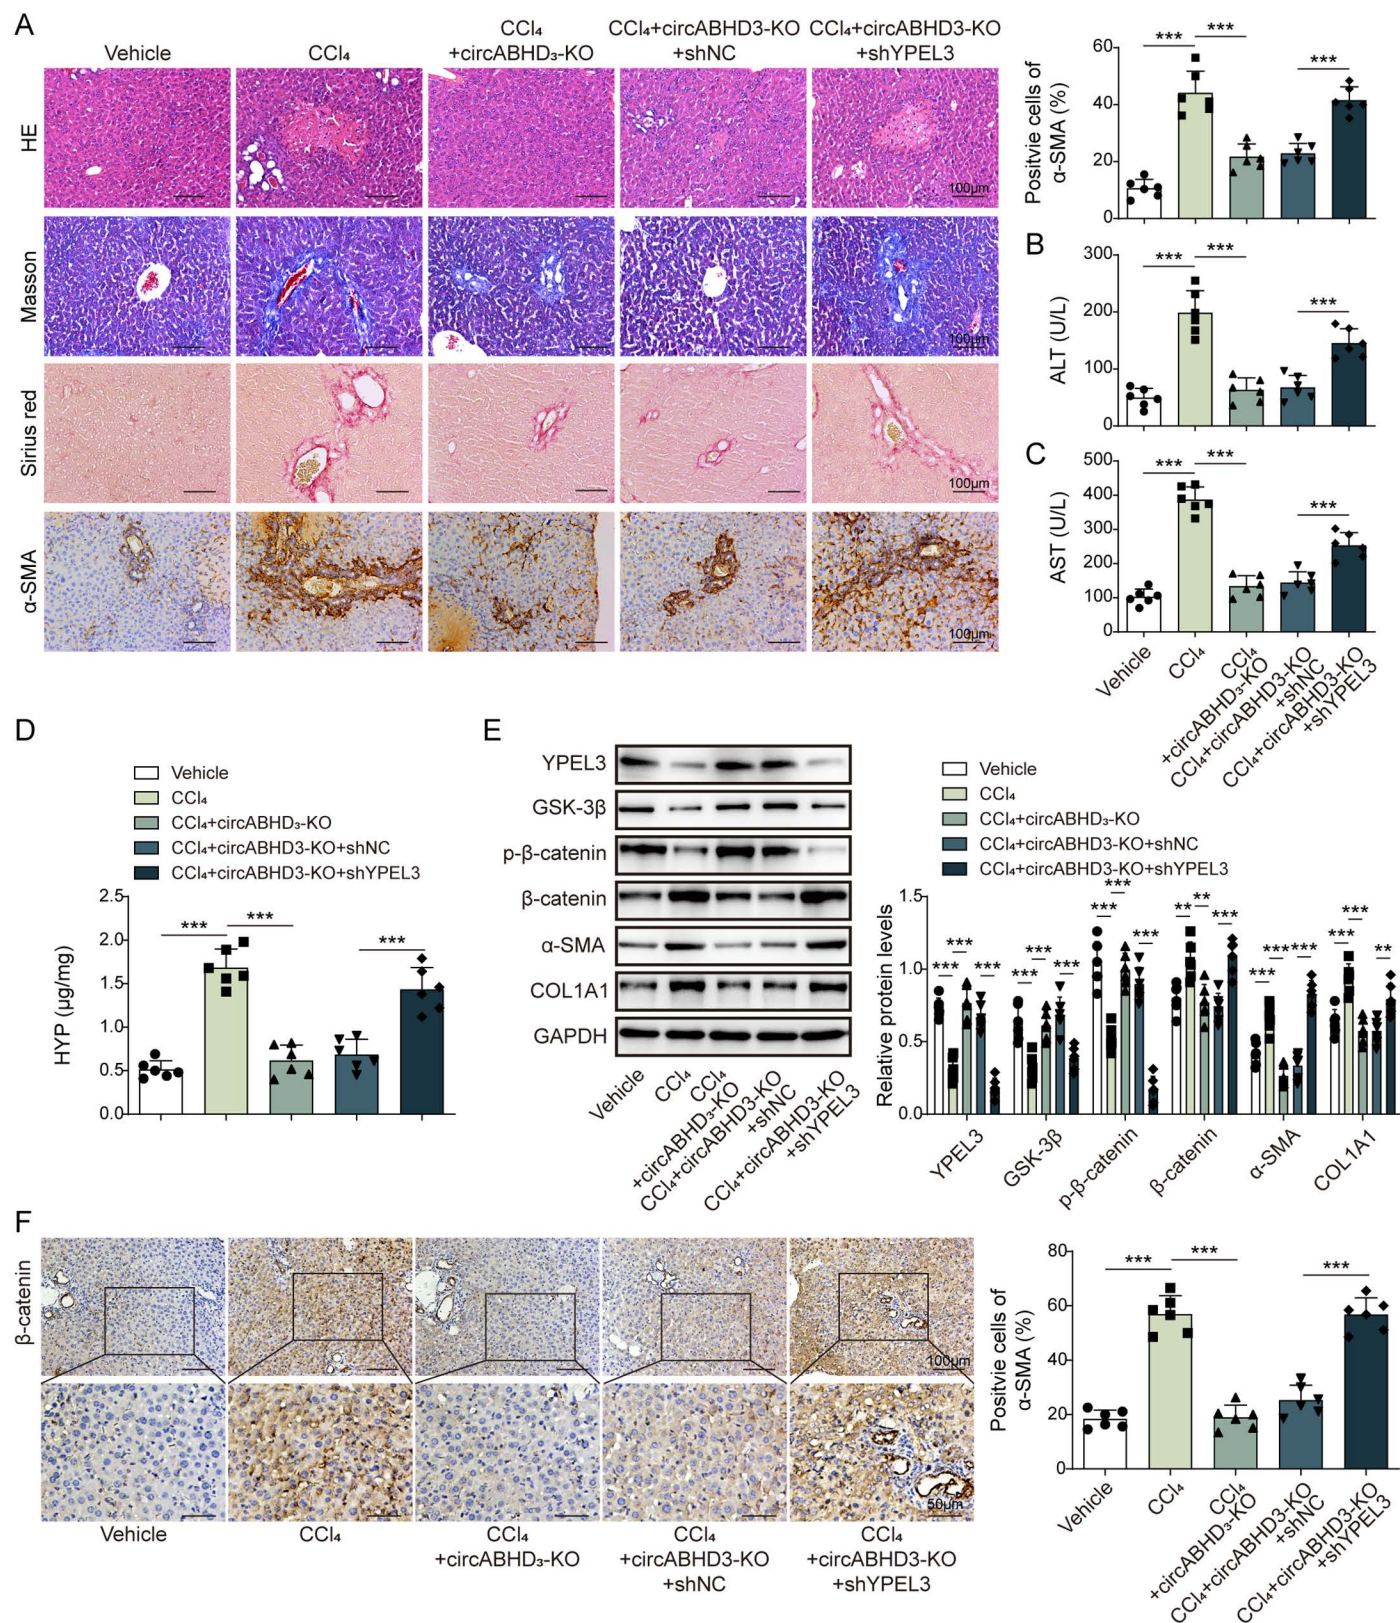 A
Vehicle
CCl₄
CCl₄
+circABHD₃-KO
CCl₄+circABHD3-KO
+shNC
CCl₄+circABHD3-KO
+shYPEL3
HE
100μm
Masson
100μm
Sirius red
100μm
α-SMA
100μm
Positvie cells of
α-SMA (%)
60
40
20
0
*** *** ***
B
ALT (U/L)
300
200
100
0
*** *** ***
C
AST (U/L)
500
400
300
200
100
0
*** *** ***
Vehicle
CCl₄
CCl₄
+circABHD₃-KO
CCl₄+circABHD3-KO
+shNC
CCl₄+circABHD3-KO
+shYPEL3
D
Vehicle
CCl₄
CCl₄+circABHD₃-KO
CCl₄+circABHD3-KO+shNC
CCl₄+circABHD3-KO+shYPEL3
HYP (μg/mg)
2.5
2.0
1.5
1.0
0.5
0.0
*** *** ***
E
YPEL3
GSK-3β
p-β-catenin
β-catenin
α-SMA
COL1A1
GAPDH
Vehicle
CCl₄
CCl₄
+circABHD₃-KO
CCl₄+circABHD3-KO
+shNC
CCl₄+circABHD3-KO
+shYPEL3
Vehicle
CCl₄
CCl₄+circABHD₃-KO
CCl₄+circABHD3-KO+shNC
CCl₄+circABHD3-KO+shYPEL3
Relative protein levels
1.5
1.0
0.5
0.0
*** *** ***
*** *** ***
*** *** ***
** ** ***
*** *** ***
*** *** **
YPEL3
GSK-3β
p-β-catenin
β-catenin
α-SMA
COL1A1
F
β-catenin
100μm
50μm
Vehicle
CCl₄
CCl₄
+circABHD₃-KO
CCl₄
+circABHD3-KO
+shNC
CCl₄
+circABHD3-KO
+shYPEL3
Positvie cells of
α-SMA (%)
80
60
40
20
0
*** *** ***
Vehicle
CCl₄
CCl₄
+circABHD₃-KO
CCl₄+circABHD3-KO
+shNC
CCl₄+circABHD3-KO
+shYPEL3